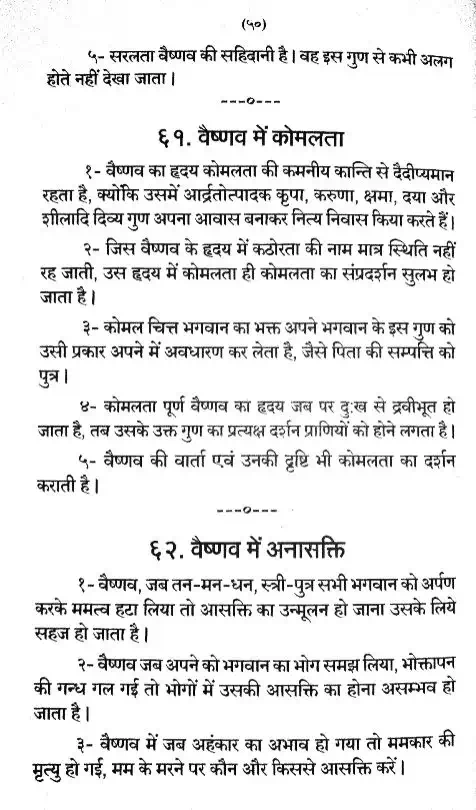 (५०)
५- सरलता वैष्णव की सहिदानी है। वह इस गुण से कभी अलग
होते नहीं देखा जाता।
---०---
६१. वैष्णव में कोमलता
१- वैष्णव का हृदय कोमलता की कमनीय कान्ति से दैदीप्यमान
रहता है, क्योंकि उसमें आर्द्रतोत्पादक कृपा, करुणा, क्षमा, दया और
शीलादि दिव्य गुण अपना आवास बनाकर नित्य निवास किया करते हैं।
२- जिस वैष्णव के हृदय में कठोरता की नाम मात्र स्थिति नहीं
रह जाती, उस हृदय में कोमलता ही कोमलता का संप्रदर्शन सुलभ हो
जाता है।
३- कोमल चित्त भगवान का भक्त अपने भगवान के इस गुण को
उसी प्रकार अपने में अवधारण कर लेता है, जैसे पिता की सम्पत्ति को
पुत्र।
४- कोमलता पूर्ण वैष्णव का हृदय जब पर दुःख से द्रवीभूत हो
जाता है, तब उसके उक्त गुण का प्रत्यक्ष दर्शन प्राणियों को होने लगता है।
५- वैष्णव की वार्ता एवं उनकी दृष्टि भी कोमलता का दर्शन
कराती है।
---०---
६२. वैष्णव में अनासक्ति
१- वैष्णव, जब तन-मन-धन, स्त्री-पुत्र सभी भगवान को अर्पण
करके ममत्व हटा लिया तो आसक्ति का उन्मूलन हो जाना उसके लिये
सहज हो जाता है।
२- वैष्णव जब अपने को भगवान का भोग समझ लिया, भोक्तापन
की गन्ध गल गई तो भोगों में उसकी आसक्ति का होना असम्भव हो
जाता है।
३- वैष्णव में जब अहंकार का अभाव हो गया तो ममकार की
मृत्यु हो गई, मम के मरने पर कौन और किससे आसक्ति करें।